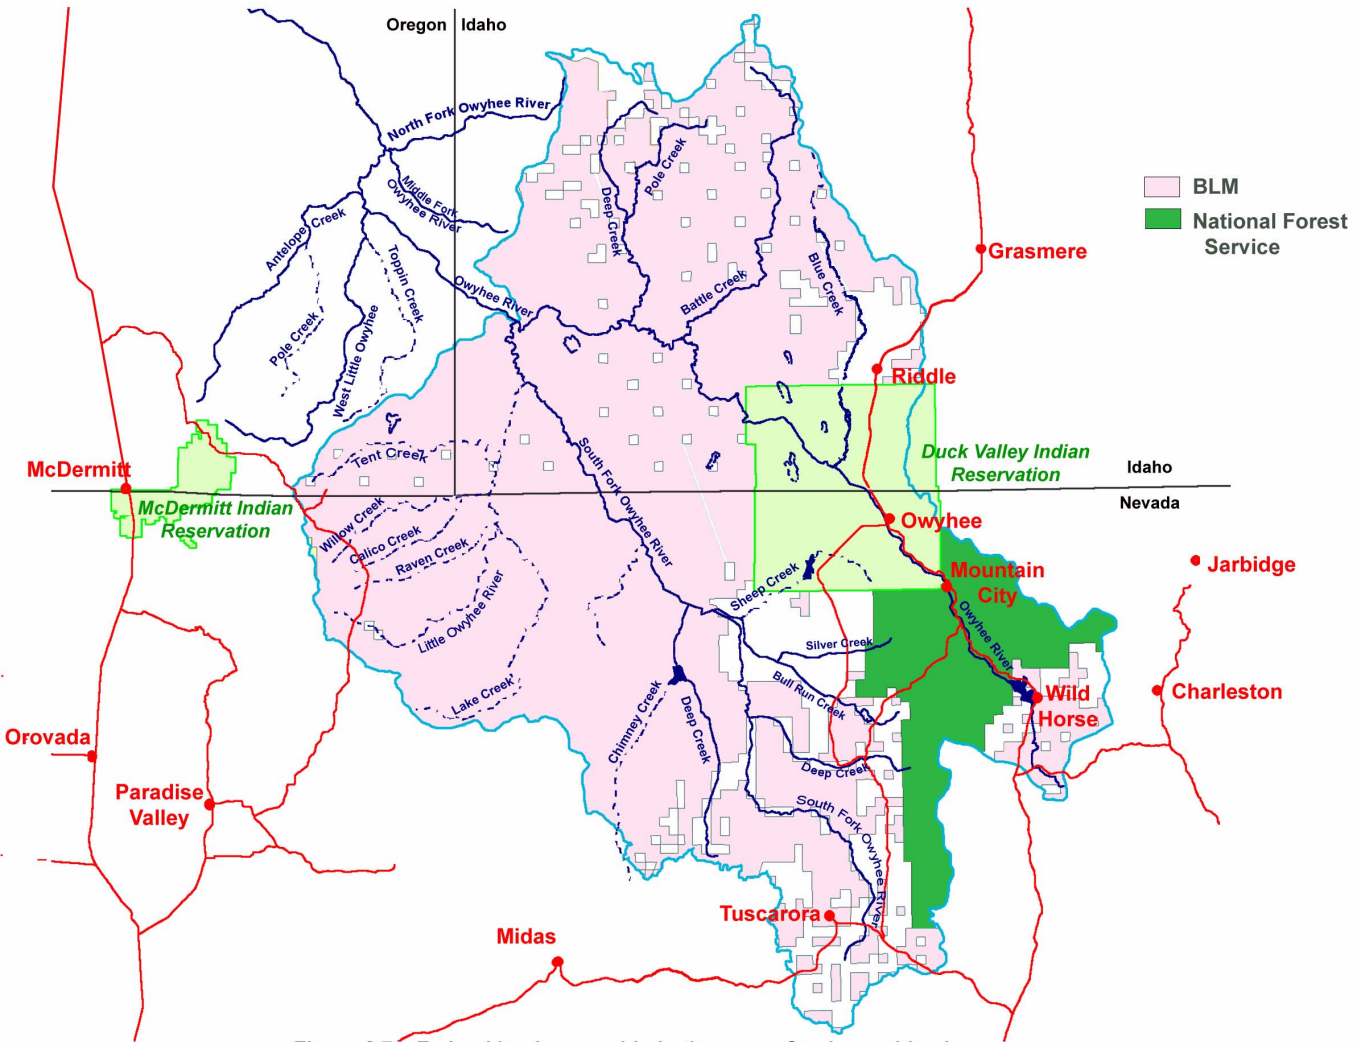 Oregon
Idaho
North Fork Owyhee River
Middle Fork
Owyhee River
Antelope Creek
Pole Creek
Toppin Creek
West Little Owyhee
Owyhee River
Deep Creek
Pole Creek
Battle Creek
Blue Creek
BLM
National Forest
Service
Grasmere
Riddle
Duck Valley Indian
Reservation
Idaho
Nevada
McDermitt
McDermitt Indian
Reservation
Tent Creek
Willow Creek
Calico Creek
Raven Creek
Little Owyhee River
Lake Creek
South Fork Owyhee River
Owyhee
Mountain
City
Jarbidge
Sheep Creek
Silver Creek
Bull Run Creek
Owyhee River
Wild
Horse
Charleston
Chimney Creek
Deep Creek
Deep Creek
South Fork Owyhee River
Orovada
Paradise
Valley
Tuscarora
Midas